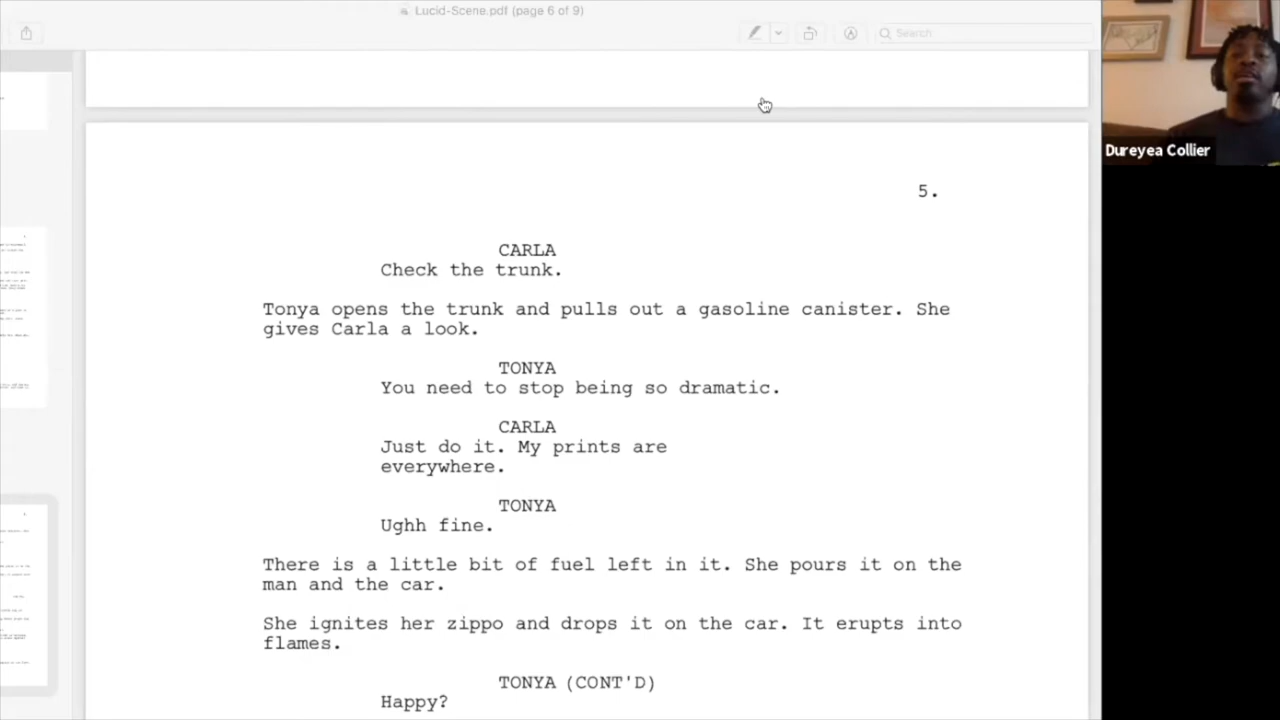 Lucid-Scene.pdf (page 6 of 9)
Search
Dureyea Collier
5.
CARLA
Check the trunk.
Tonya opens the trunk and pulls out a gasoline canister. She
gives Carla a look.
TONYA
You need to stop being so dramatic.
CARLA
Just do it. My prints are
everywhere.
TONYA
Ughh fine.
There is a little bit of fuel left in it. She pours it on the
man and the car.
She ignites her zippo and drops it on the car. It erupts into
flames.
TONYA (CONT'D)
Happy?